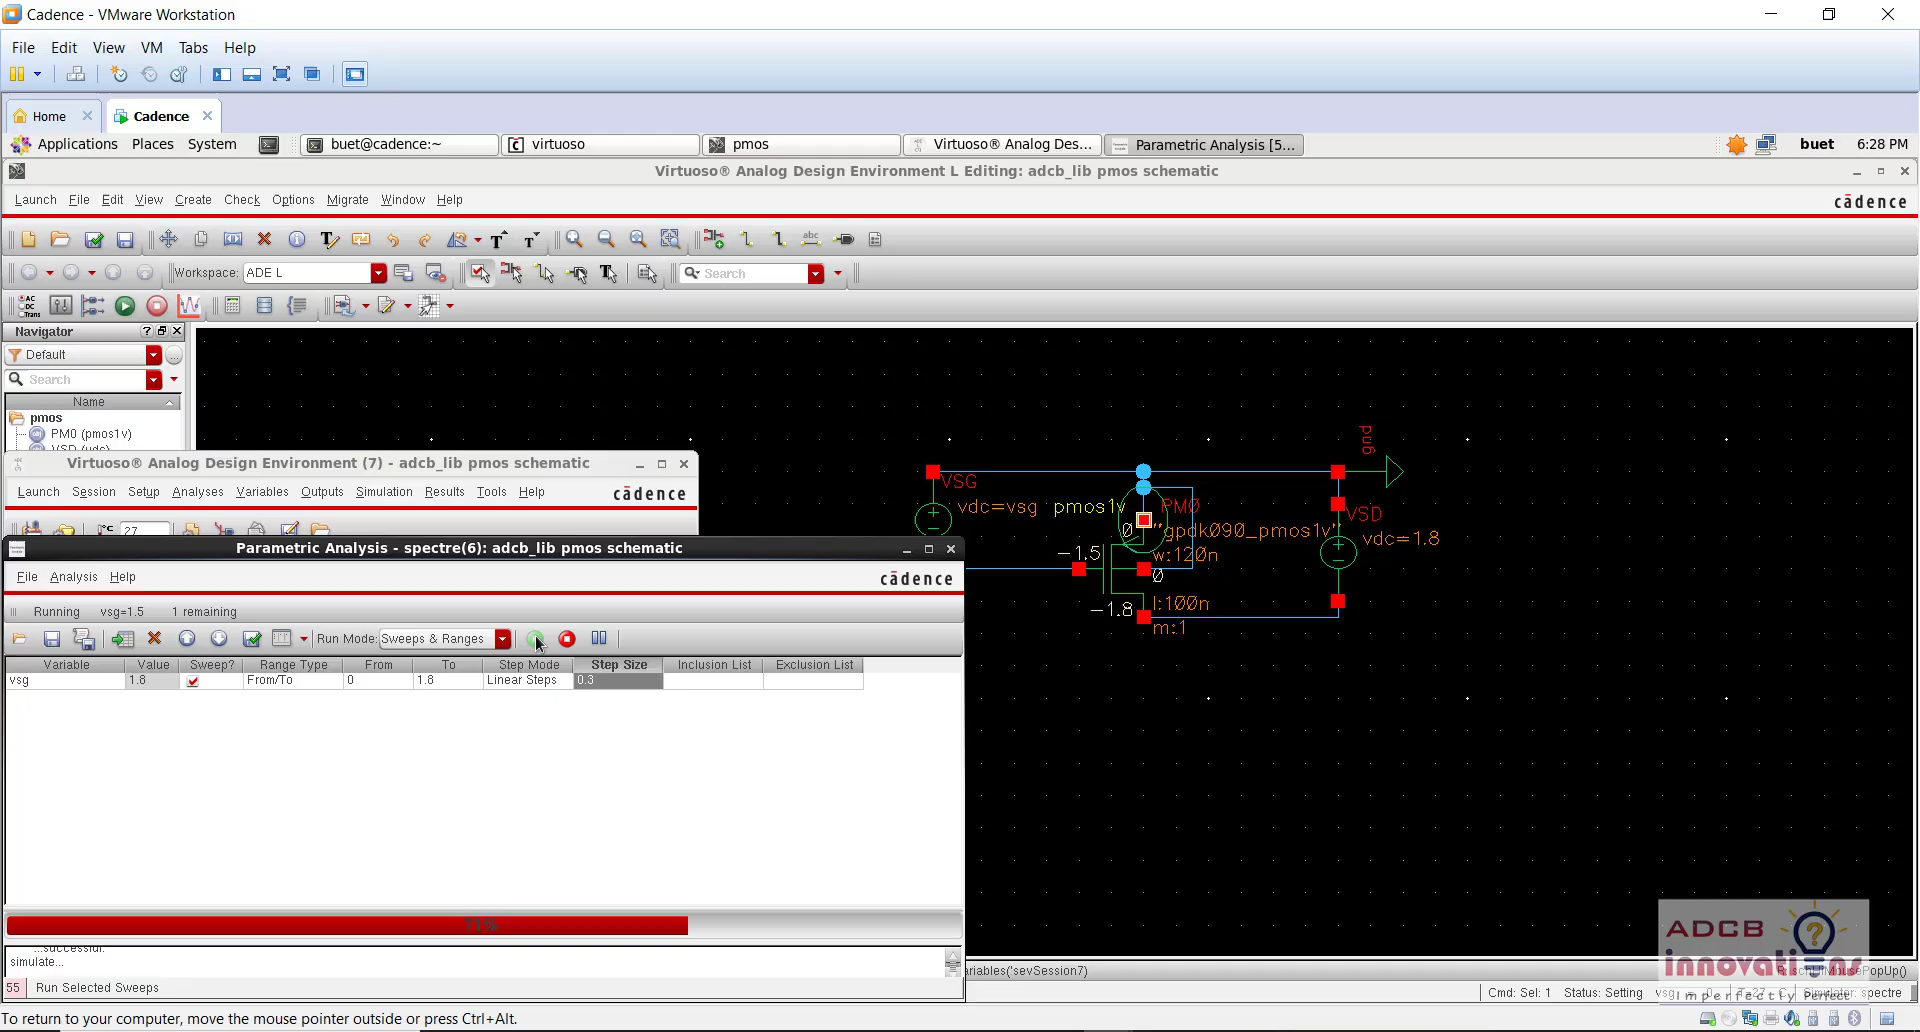 Cadence - VMware Workstation
File Edit View VM Tabs Help
Home Cadence
Applications Places System buet@cadence:~ virtuoso pmos Virtuoso® Analog Des... Parametric Analysis [5... buet 6:28 PM
Virtuoso® Analog Design Environment L Editing: adcb_lib pmos schematic
Launch File Edit View Create Check Options Migrate Window Help cādence
Workspace: ADE L Search
Navigator
Default
Search
Name
pmos
PM0 (pmos1v)
VSD (vdc)
Virtuoso® Analog Design Environment (7) - adcb_lib pmos schematic
Launch Session Setup Analyses Variables Outputs Simulation Results Tools Help cādence
27
Parametric Analysis - spectre(6): adcb_lib pmos schematic
File Analysis Help cādence
Running vsg=1.5 1 remaining
Run Mode: Sweeps & Ranges
Variable Value Sweep? Range Type From To Step Mode Step Size Inclusion List Exclusion List
vsg 1.8 From/To 0 1.8 Linear Steps 0.3
71%
...successful.
simulate...
55 Run Selected Sweeps
gnd
VSG
vdc=vsg
pmos1v
PM0
0
"gpdk090_pmos1v"
w:120n
-1.5
0
-1.8
l:100n
m:1
VSD
vdc=1.8
ADCB
innovations
Imperfectly Perfect
ariables('sevSession7)
Cmd: Sel: 1 Status: Setting
To return to your computer, move the mouse pointer outside or press Ctrl+Alt.